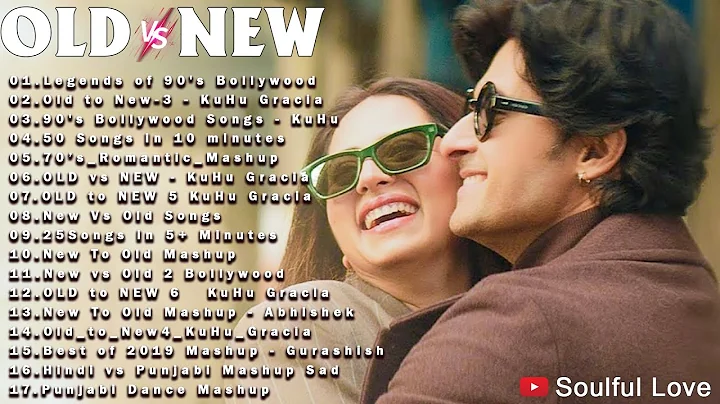 OLD VS NEW
01.Legends of 90's Bollywood
02.Old to New-3 - KuHu Gracia
03.90's Bollywood Songs - KuHu
04.50 Songs in 10 minutes
05.70's_Romantic_Mashup
06.OLD vs NEW - KuHu Gracia
07.OLD to NEW 5 KuHu Gracia
08.New Vs Old Songs
09.25Songs in 5+ Minutes
10.New To Old Mashup
11.New vs Old 2 Bollywood
12.OLD to NEW 6 KuHu Gracia
13.New To Old Mashup - Abhishek
14.Old_to_New4_KuHu_Gracia
15.Best of 2019 Mashup - Gurashish
16.Hindi vs Punjabi Mashup Sad
17.Punjabi Dance Mashup
Soulful Love